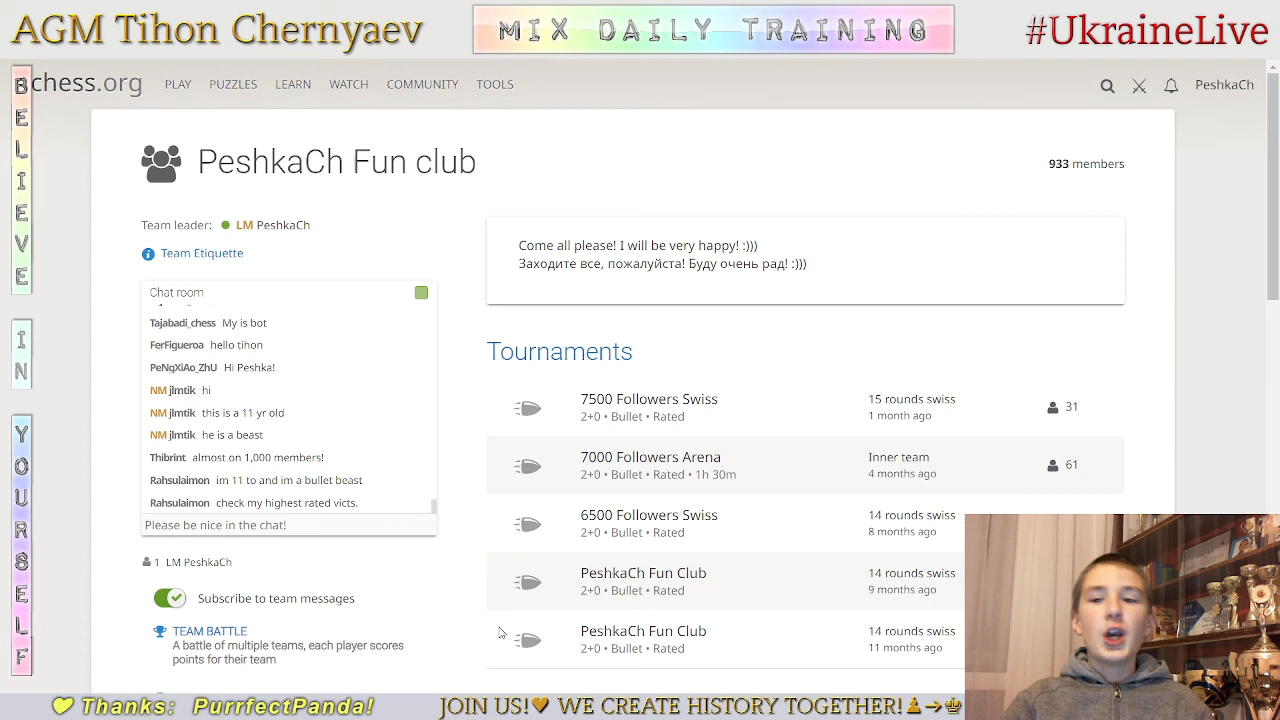 AGM Tihon Chernyaev
MIX DAILY TRAINING
#UkraineLive
chess.org
PLAY
PUZZLES
LEARN
WATCH
COMMUNITY
TOOLS
PeshkaCh
BELIEVE
IN
YOURSELF
PeshkaCh Fun club
933 members
Team leader: LM PeshkaCh
Team Etiquette
Come all please! I will be very happy! :)))
Заходите все, пожалуйста! Буду очень рад! :)))
Chat room
Tajabadi_chess My is bot
FerFigueroa hello tihon
PeNgXiAo_ZhU Hi Peshka!
NM jlmtik hi
NM jlmtik this is a 11 yr old
NM jlmtik he is a beast
Thibrint almost on 1,000 members!
Rahsulaimon im 11 to and im a bullet beast
Rahsulaimon check my highest rated victs.
Please be nice in the chat!
1 LM PeshkaCh
Subscribe to team messages
TEAM BATTLE
A battle of multiple teams, each player scores
points for their team
Tournaments
7500 Followers Swiss
2+0 • Bullet • Rated
15 rounds swiss
1 month ago
31
7000 Followers Arena
2+0 • Bullet • Rated • 1h 30m
Inner team
4 months ago
61
6500 Followers Swiss
2+0 • Bullet • Rated
14 rounds swiss
8 months ago
PeshkaCh Fun Club
2+0 • Bullet • Rated
14 rounds swiss
9 months ago
PeshkaCh Fun Club
2+0 • Bullet • Rated
14 rounds swiss
11 months ago
Thanks: PurrfectPanda!
JOIN US! WE CREATE HISTORY TOGETHER!